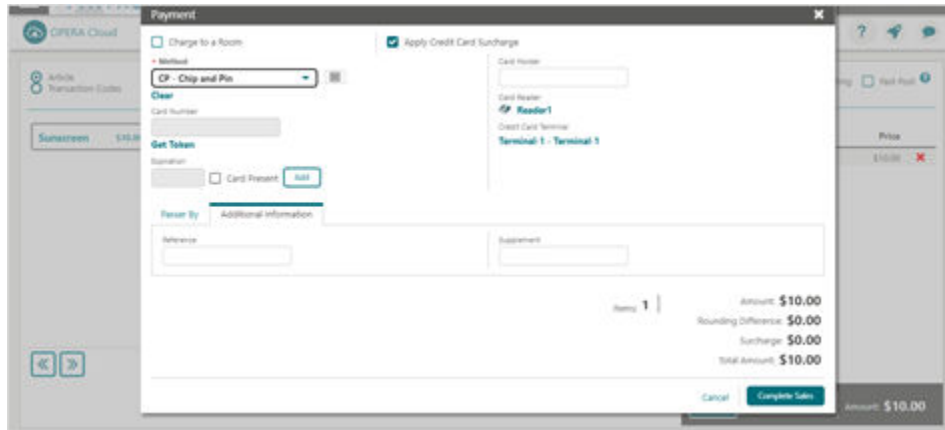 Payment
OPERA Cloud
Charge to a Room
Apply Credit Card Surcharge
* Method
Card Holder
CP - Chip and Pin
Clear
Card Number
Card Reader
Reader1
Credit Card Terminal
Get Token
Terminal-1 - Terminal-1
Expiration
Card Present
Add
Article
Transaction Codes
Sunscreen
Price
$10.00
Passer By
Additional Information
Reference
Supplement
Items 1
Amount $10.00
Rounding Difference $0.00
Surcharge $0.00
Total Amount $10.00
Cancel
Complete Sales
Amount $10.00